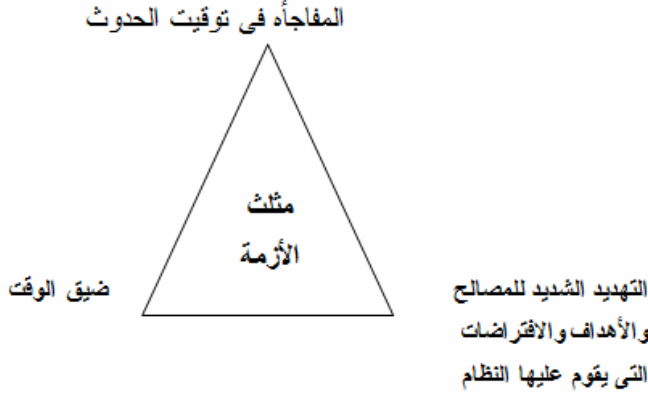 المفاجأه فى توقيت الحدوث
مثلث
الأزمة
التهديد الشديد للمصالح
والأهداف والافتراضات
التى يقوم عليها النظام
ضيق الوقت